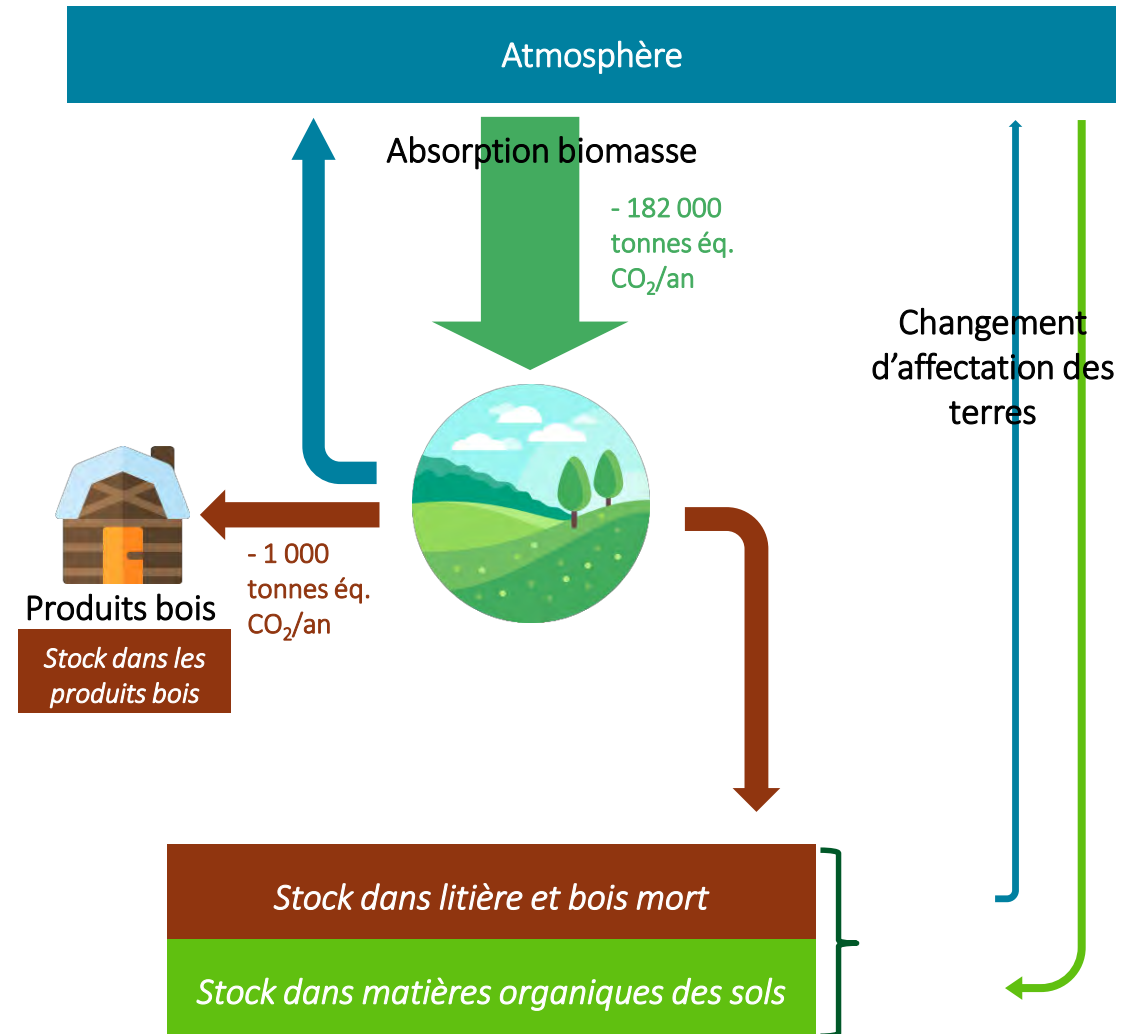 Atmosphère
Absorption biomasse
- 182 000
tonnes éq.
CO₂/an
Changement
d’affectation des
terres
- 1 000
tonnes éq.
CO₂/an
Produits bois
Stock dans les
produits bois
Stock dans litière et bois mort
Stock dans matières organiques des sols